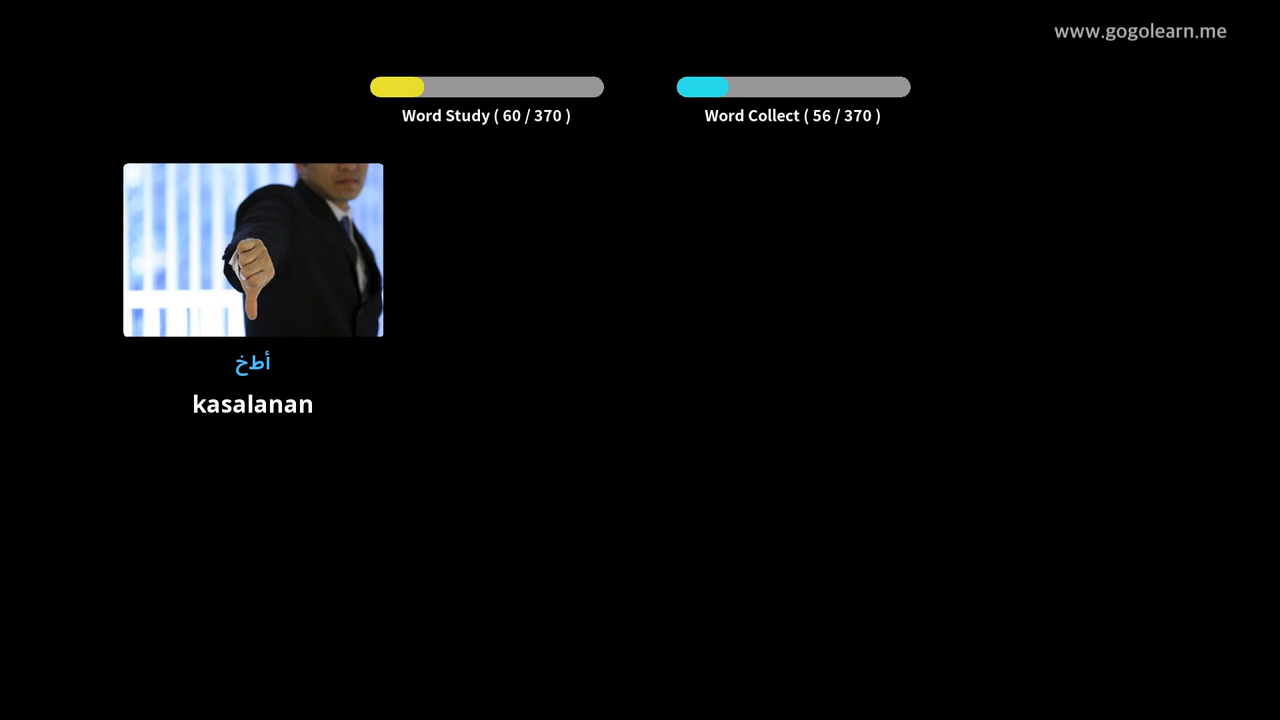 www.gogolearn.me
Word Study ( 60 / 370 )
Word Collect ( 56 / 370 )
أطخ
kasalanan